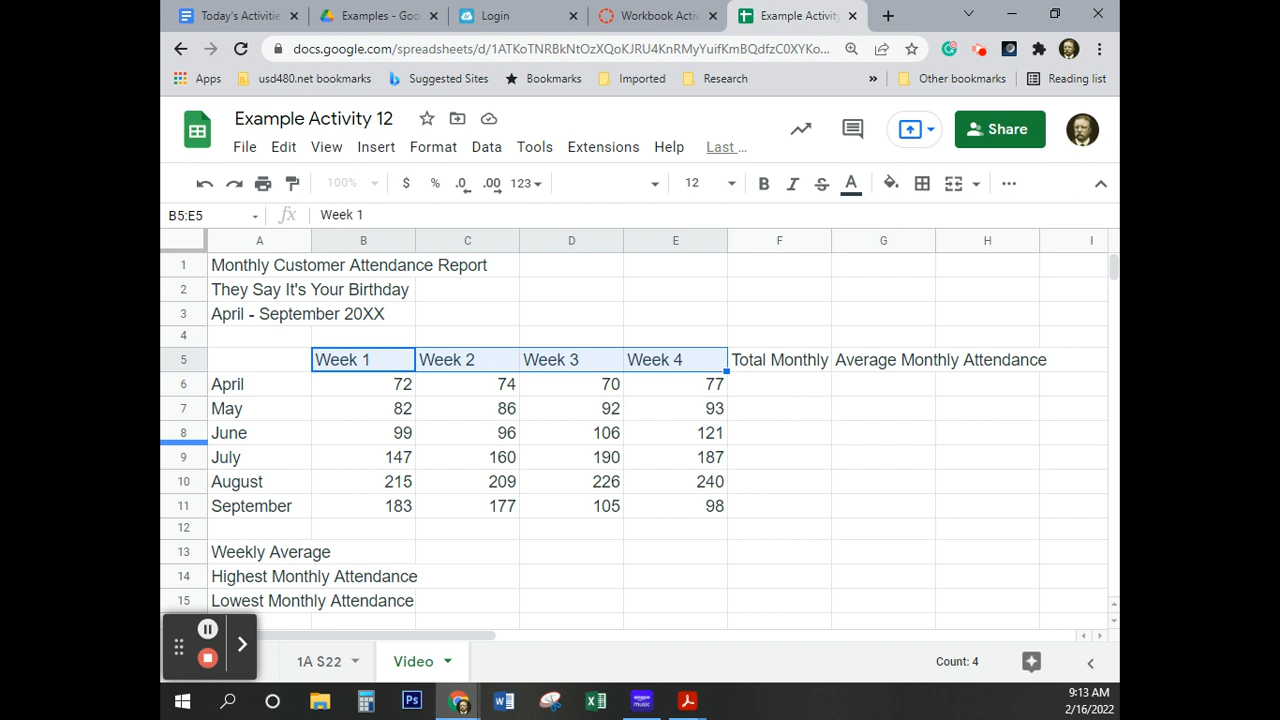 Today's Activitie
Examples - Goo
Login
Workbook Activ
Example Activity
docs.google.com/spreadsheets/d/1ATKoTNRBkNtOzXQoKJRU4KnRMyYuifKmBQdfzC0XYKo...
Apps
usd480.net bookmarks
Suggested Sites
Bookmarks
Imported
Research
»
Other bookmarks
Reading list
Example Activity 12
Share
File Edit View Insert Format Data Tools Extensions Help Last ...
100% $ % .0 .00 123 12 B I S A
B5:E5 fx Week 1
A B C D E F G H I
1 Monthly Customer Attendance Report
2 They Say It's Your Birthday
3 April - September 20XX
4
5 Week 1 Week 2 Week 3 Week 4 Total Monthly Average Monthly Attendance
6 April 72 74 70 77
7 May 82 86 92 93
8 June 99 96 106 121
9 July 147 160 190 187
10 August 215 209 226 240
11 September 183 177 105 98
12
13 Weekly Average
14 Highest Monthly Attendance
15 Lowest Monthly Attendance
1A S22 Video Count: 4
Ps W X amazon music
9:13 AM
2/16/2022